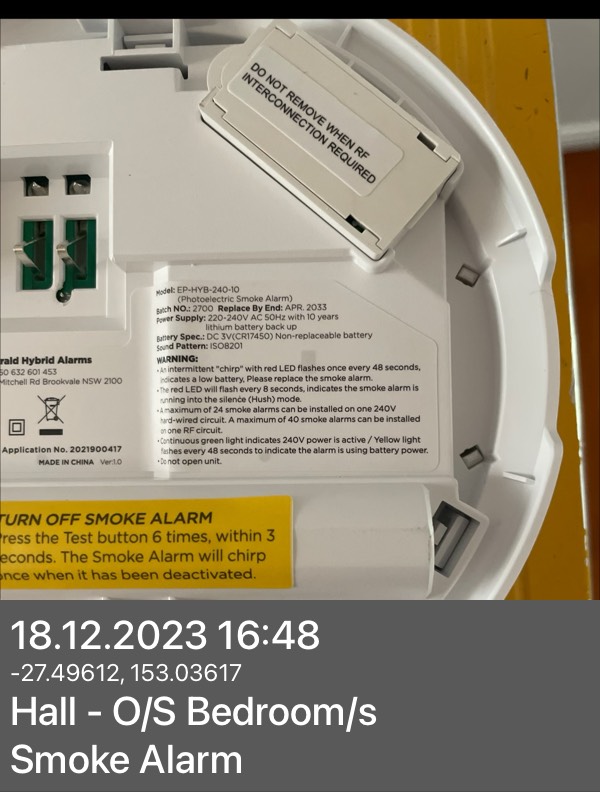 DO NOT REMOVE WHEN RF
INTERCONNECTION REQUIRED
Model: EP-HYB-240-10
(Photoelectric Smoke Alarm)
Batch NO.: 2700 Replace By End: APR. 2033
Power Supply: 220-240V AC 50Hz with 10 years
lithium battery back up
Battery Spec.: DC 3V(CR17450) Non-replaceable battery
Sound Pattern: ISO8201
WARNING:
• An intermittent "chirp" with red LED flashes once every 48 seconds,
indicates a low battery, Please replace the smoke alarm.
• The red LED will flash every 8 seconds, indicates the smoke alarm is
running into the silence (Hush) mode.
• A maximum of 24 smoke alarms can be installed on one 240V
hard-wired circuit. A maximum of 40 smoke alarms can be installed
on one RF circuit.
• Continuous green light indicates 240V power is active / Yellow light
flashes every 48 seconds to indicate the alarm is using battery power.
• Do not open unit.
rald Hybrid Alarms
50 632 601 453
Mitchell Rd Brookvale NSW 2100
Application No. 2021900417
MADE IN CHINA Ver:1.0
TURN OFF SMOKE ALARM
Press the Test button 6 times, within 3
econds. The Smoke Alarm will chirp
once when it has been deactivated.
18.12.2023 16:48
-27.49612, 153.03617
Hall - O/S Bedroom/s
Smoke Alarm